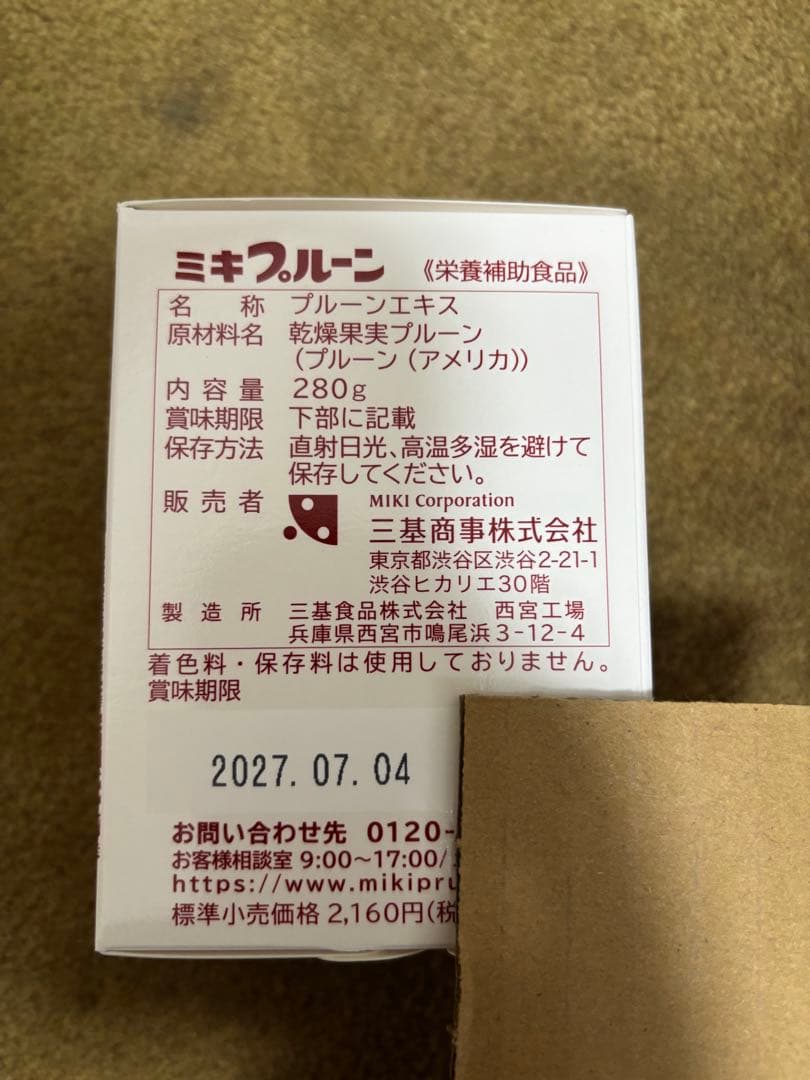 ミキプルーン 《栄養補助食品》
名称 プルーンエキス
原材料名 乾燥果実プルーン
（プルーン（アメリカ））
内容量 280g
賞味期限 下部に記載
保存方法 直射日光、高温多湿を避けて
保存してください。
販売者 MIKI Corporation
三基商事株式会社
東京都渋谷区渋谷2-21-1
渋谷ヒカリエ30階
製造所 三基食品株式会社 西宮工場
兵庫県西宮市鳴尾浜3-12-4
着色料・保存料は使用しておりません。
賞味期限
2027.07.04
お問い合わせ先 0120-
お客様相談室 9:00～17:00/
https://www.mikipru
標準小売価格 2,160円(税